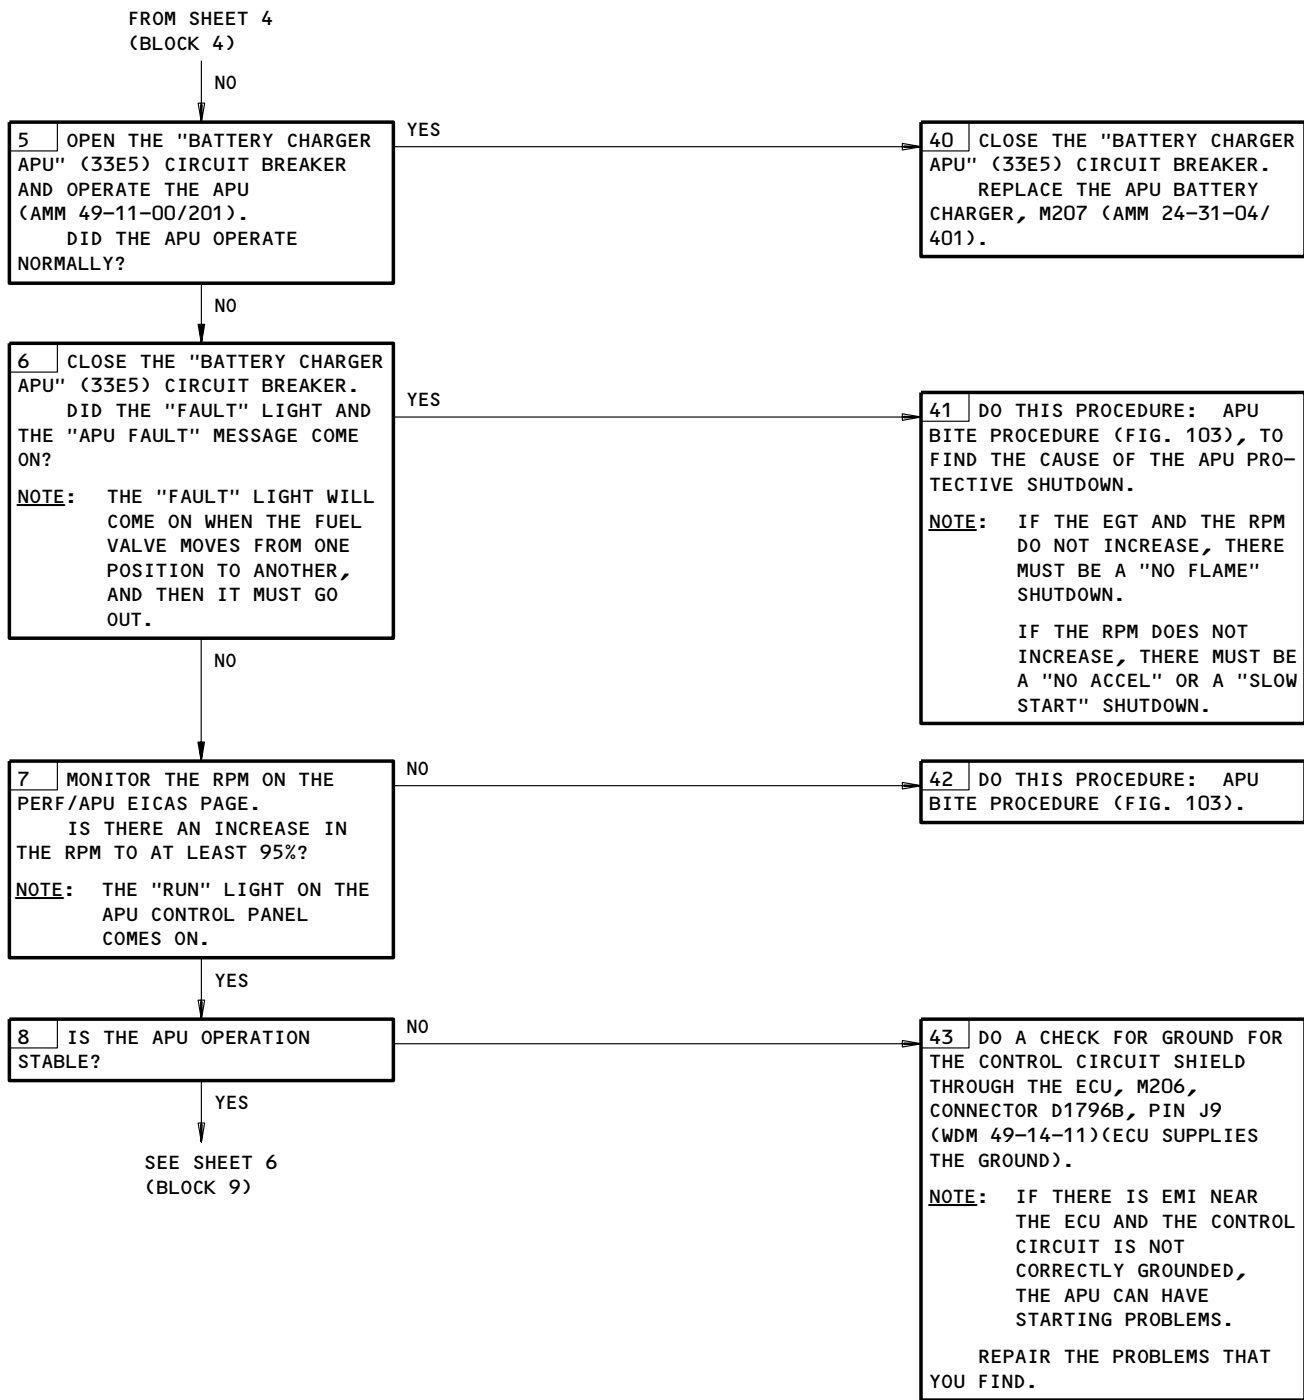 FROM SHEET 4
(BLOCK 4)
NO
5 OPEN THE "BATTERY CHARGER
APU" (33E5) CIRCUIT BREAKER
AND OPERATE THE APU
(AMM 49-11-00/201).
DID THE APU OPERATE
NORMALLY?
YES
40 CLOSE THE "BATTERY CHARGER
APU" (33E5) CIRCUIT BREAKER.
REPLACE THE APU BATTERY
CHARGER, M207 (AMM 24-31-04/
401).
NO
6 CLOSE THE "BATTERY CHARGER
APU" (33E5) CIRCUIT BREAKER.
DID THE "FAULT" LIGHT AND
THE "APU FAULT" MESSAGE COME
ON?
NOTE: THE "FAULT" LIGHT WILL
COME ON WHEN THE FUEL
VALVE MOVES FROM ONE
POSITION TO ANOTHER,
AND THEN IT MUST GO
OUT.
YES
41 DO THIS PROCEDURE: APU
BITE PROCEDURE (FIG. 103), TO
FIND THE CAUSE OF THE APU PRO-
TECTIVE SHUTDOWN.
NOTE: IF THE EGT AND THE RPM
DO NOT INCREASE, THERE
MUST BE A "NO FLAME"
SHUTDOWN.
IF THE RPM DOES NOT
INCREASE, THERE MUST BE
A "NO ACCEL" OR A "SLOW
START" SHUTDOWN.
NO
7 MONITOR THE RPM ON THE
PERF/APU EICAS PAGE.
IS THERE AN INCREASE IN
THE RPM TO AT LEAST 95%?
NOTE: THE "RUN" LIGHT ON THE
APU CONTROL PANEL
COMES ON.
NO
42 DO THIS PROCEDURE: APU
BITE PROCEDURE (FIG. 103).
YES
8 IS THE APU OPERATION
STABLE?
NO
43 DO A CHECK FOR GROUND FOR
THE CONTROL CIRCUIT SHIELD
THROUGH THE ECU, M206,
CONNECTOR D1796B, PIN J9
(WDM 49-14-11)(ECU SUPPLIES
THE GROUND).
NOTE: IF THERE IS EMI NEAR
THE ECU AND THE CONTROL
CIRCUIT IS NOT
CORRECTLY GROUNDED,
THE APU CAN HAVE
STARTING PROBLEMS.
REPAIR THE PROBLEMS THAT
YOU FIND.
YES
SEE SHEET 6
(BLOCK 9)